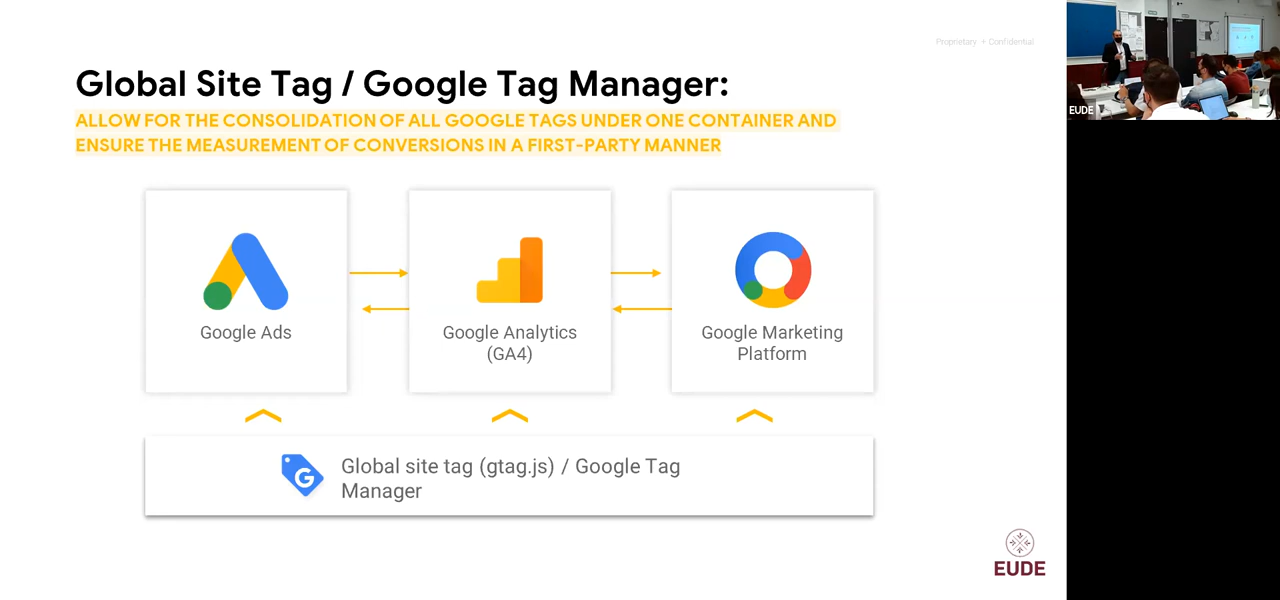 Proprietary + Confidential
Global Site Tag / Google Tag Manager:
ALLOW FOR THE CONSOLIDATION OF ALL GOOGLE TAGS UNDER ONE CONTAINER AND
ENSURE THE MEASUREMENT OF CONVERSIONS IN A FIRST-PARTY MANNER
Google Ads
Google Analytics
(GA4)
Google Marketing
Platform
G
Global site tag (gtag.js) / Google Tag
Manager
EUDE
EUDE